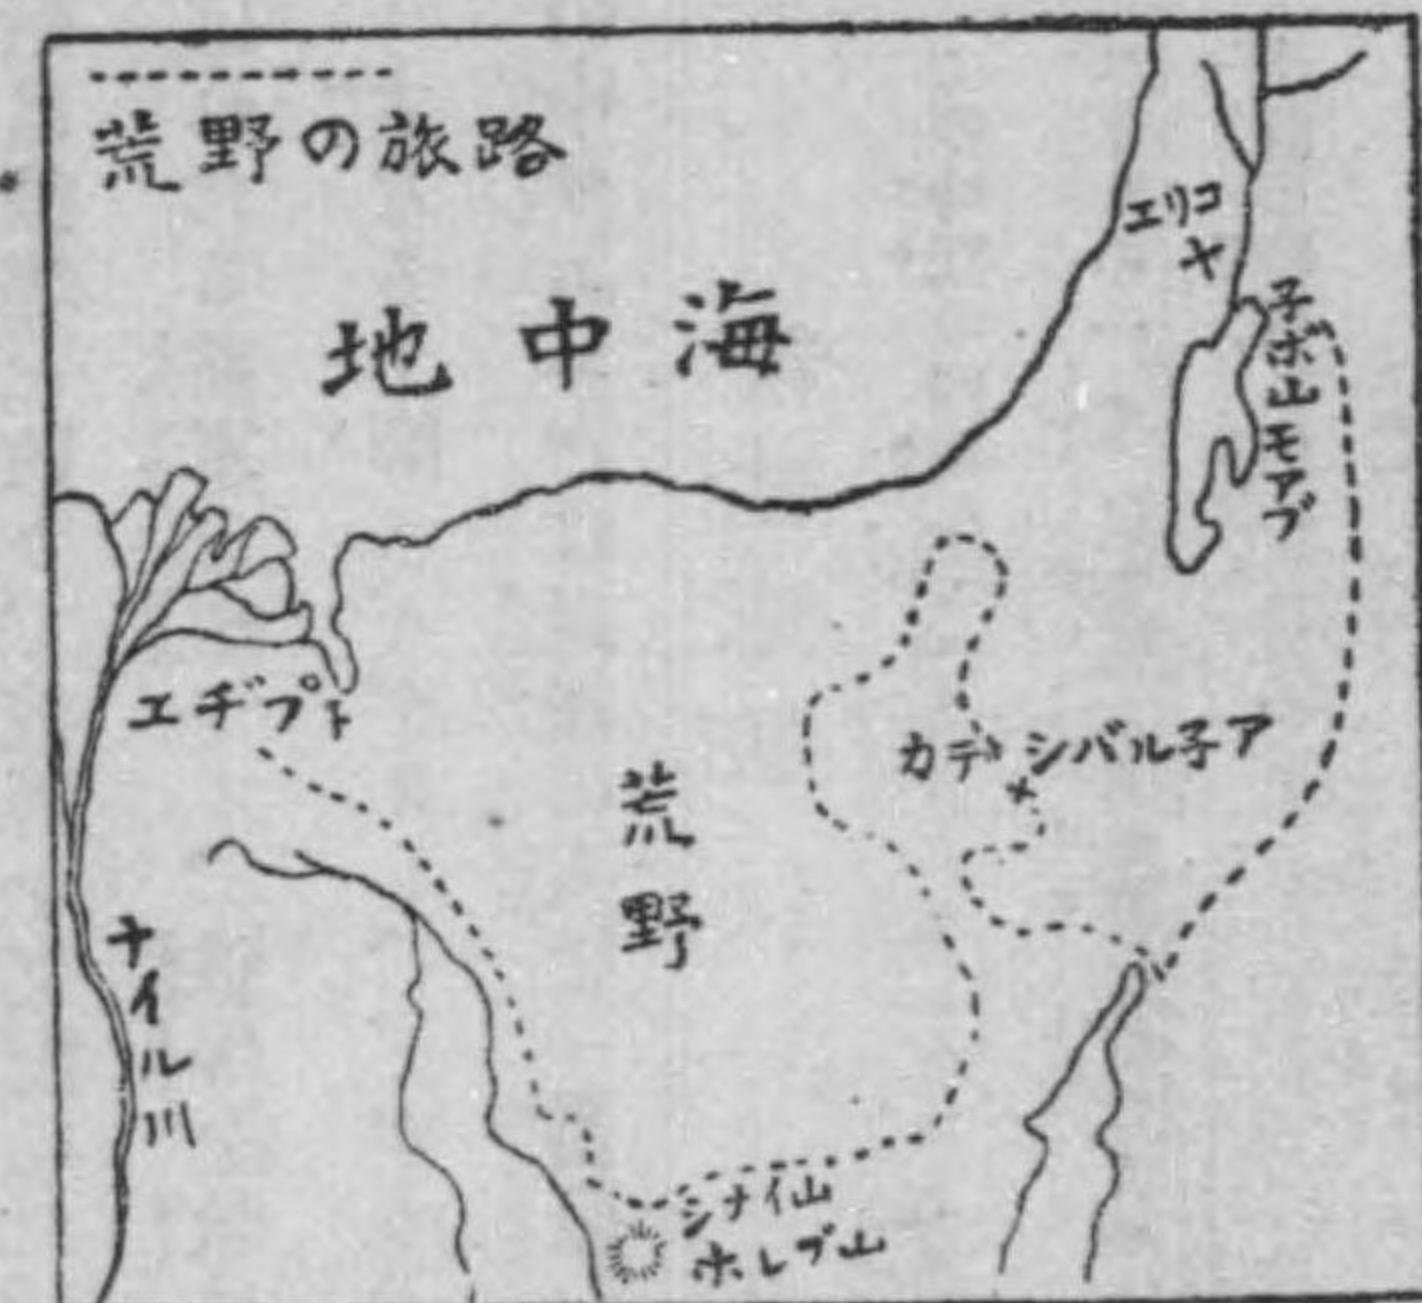 荒野の旅路
地中海
エリコ
子ボ山
モアブ
エヂプト
カデシバル子ア
荒野
ナイル川
シナイ山
ホレブ山